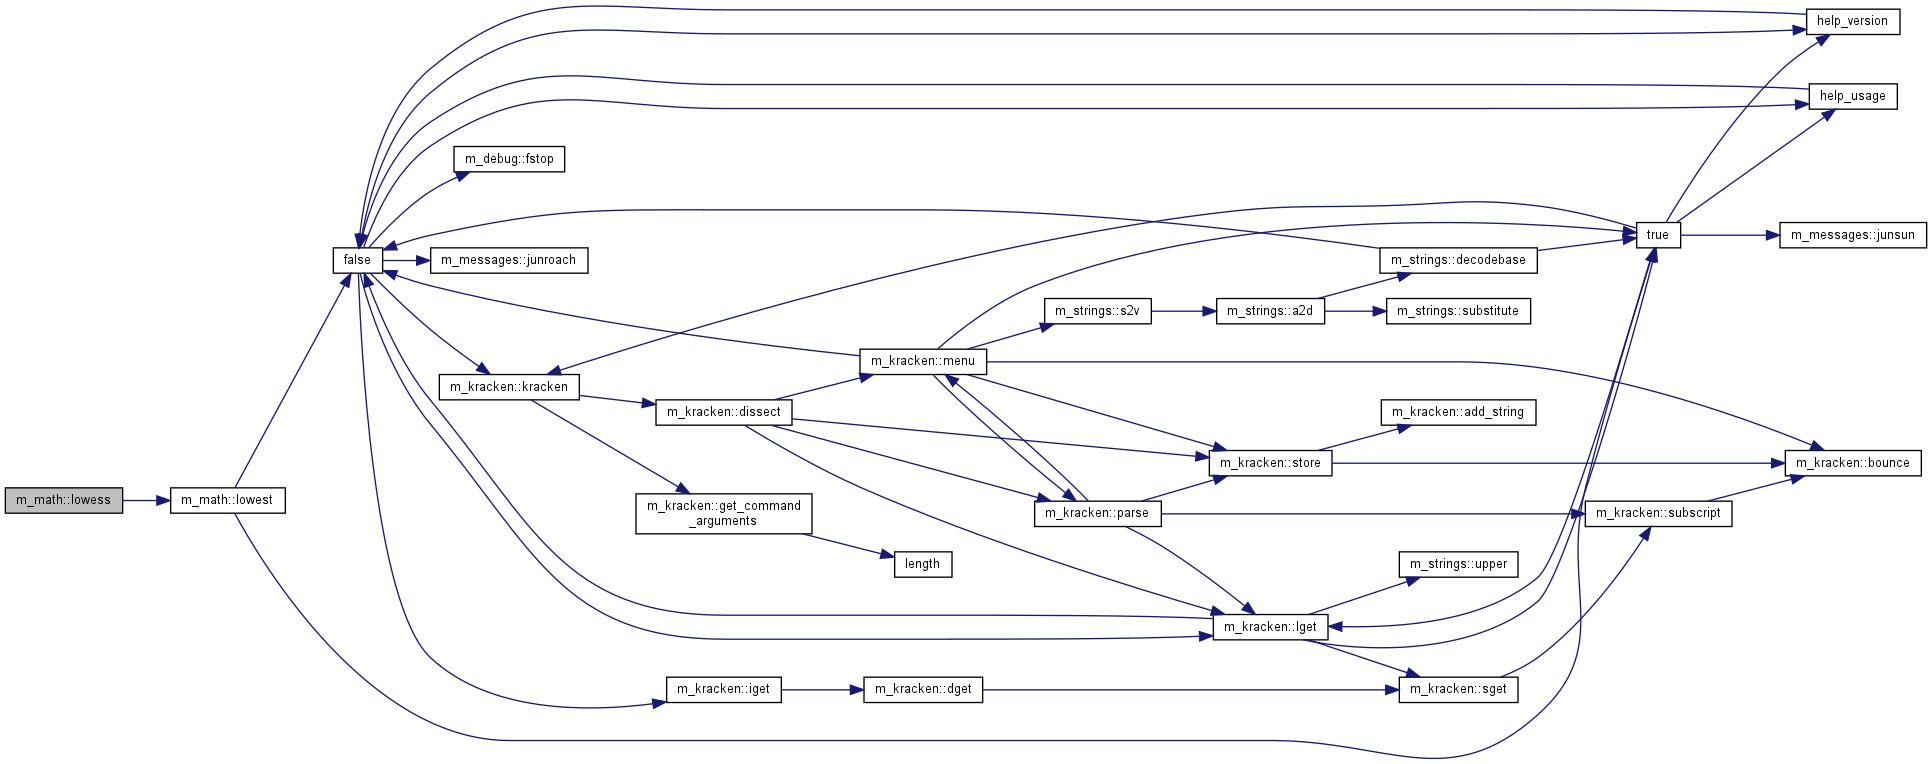 help_version
help_usage
m_debug::fstop
true
m_messages::junsun
false
m_messages::junroach
m_strings::decodebase
m_strings::s2v
m_strings::a2d
m_strings::substitute
m_kracken::menu
m_kracken::kracken
m_kracken::dissect
m_kracken::add_string
m_kracken::store
m_kracken::bounce
m_math::lowess
m_math::lowest
m_kracken::get_command
_arguments
m_kracken::parse
m_kracken::subscript
length
m_strings::upper
m_kracken::lget
m_kracken::iget
m_kracken::dget
m_kracken::sget